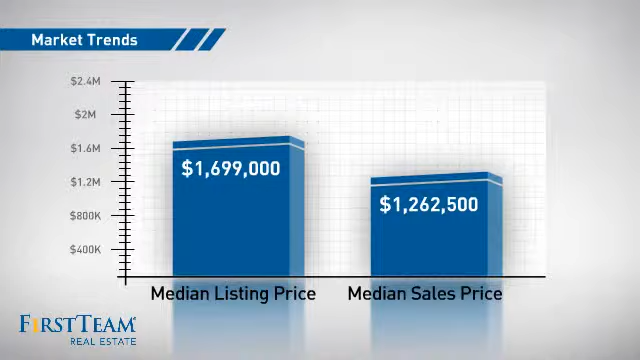 Market Trends
$2.4M
$2M
$1.6M
$1.2M
$800K
$400K
$1,699,000
$1,262,500
Median Listing Price
Median Sales Price
FIRSTTEAM®
REAL ESTATE